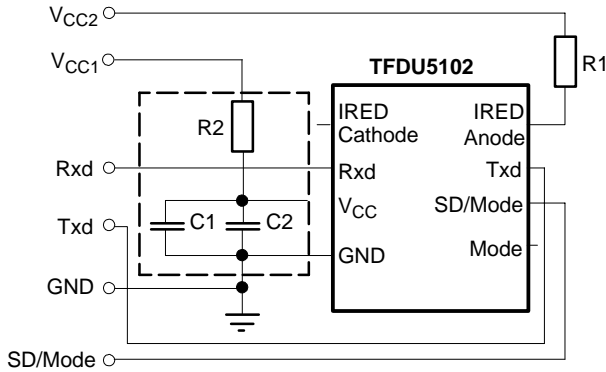 VCC2
VCC1
TFDU5102
R1
R2
IRED
Cathode
IRED
Anode
Rxd
Rxd
Txd
C1
C2
VCC
SD/Mode
Txd
GND
Mode
GND
SD/Mode